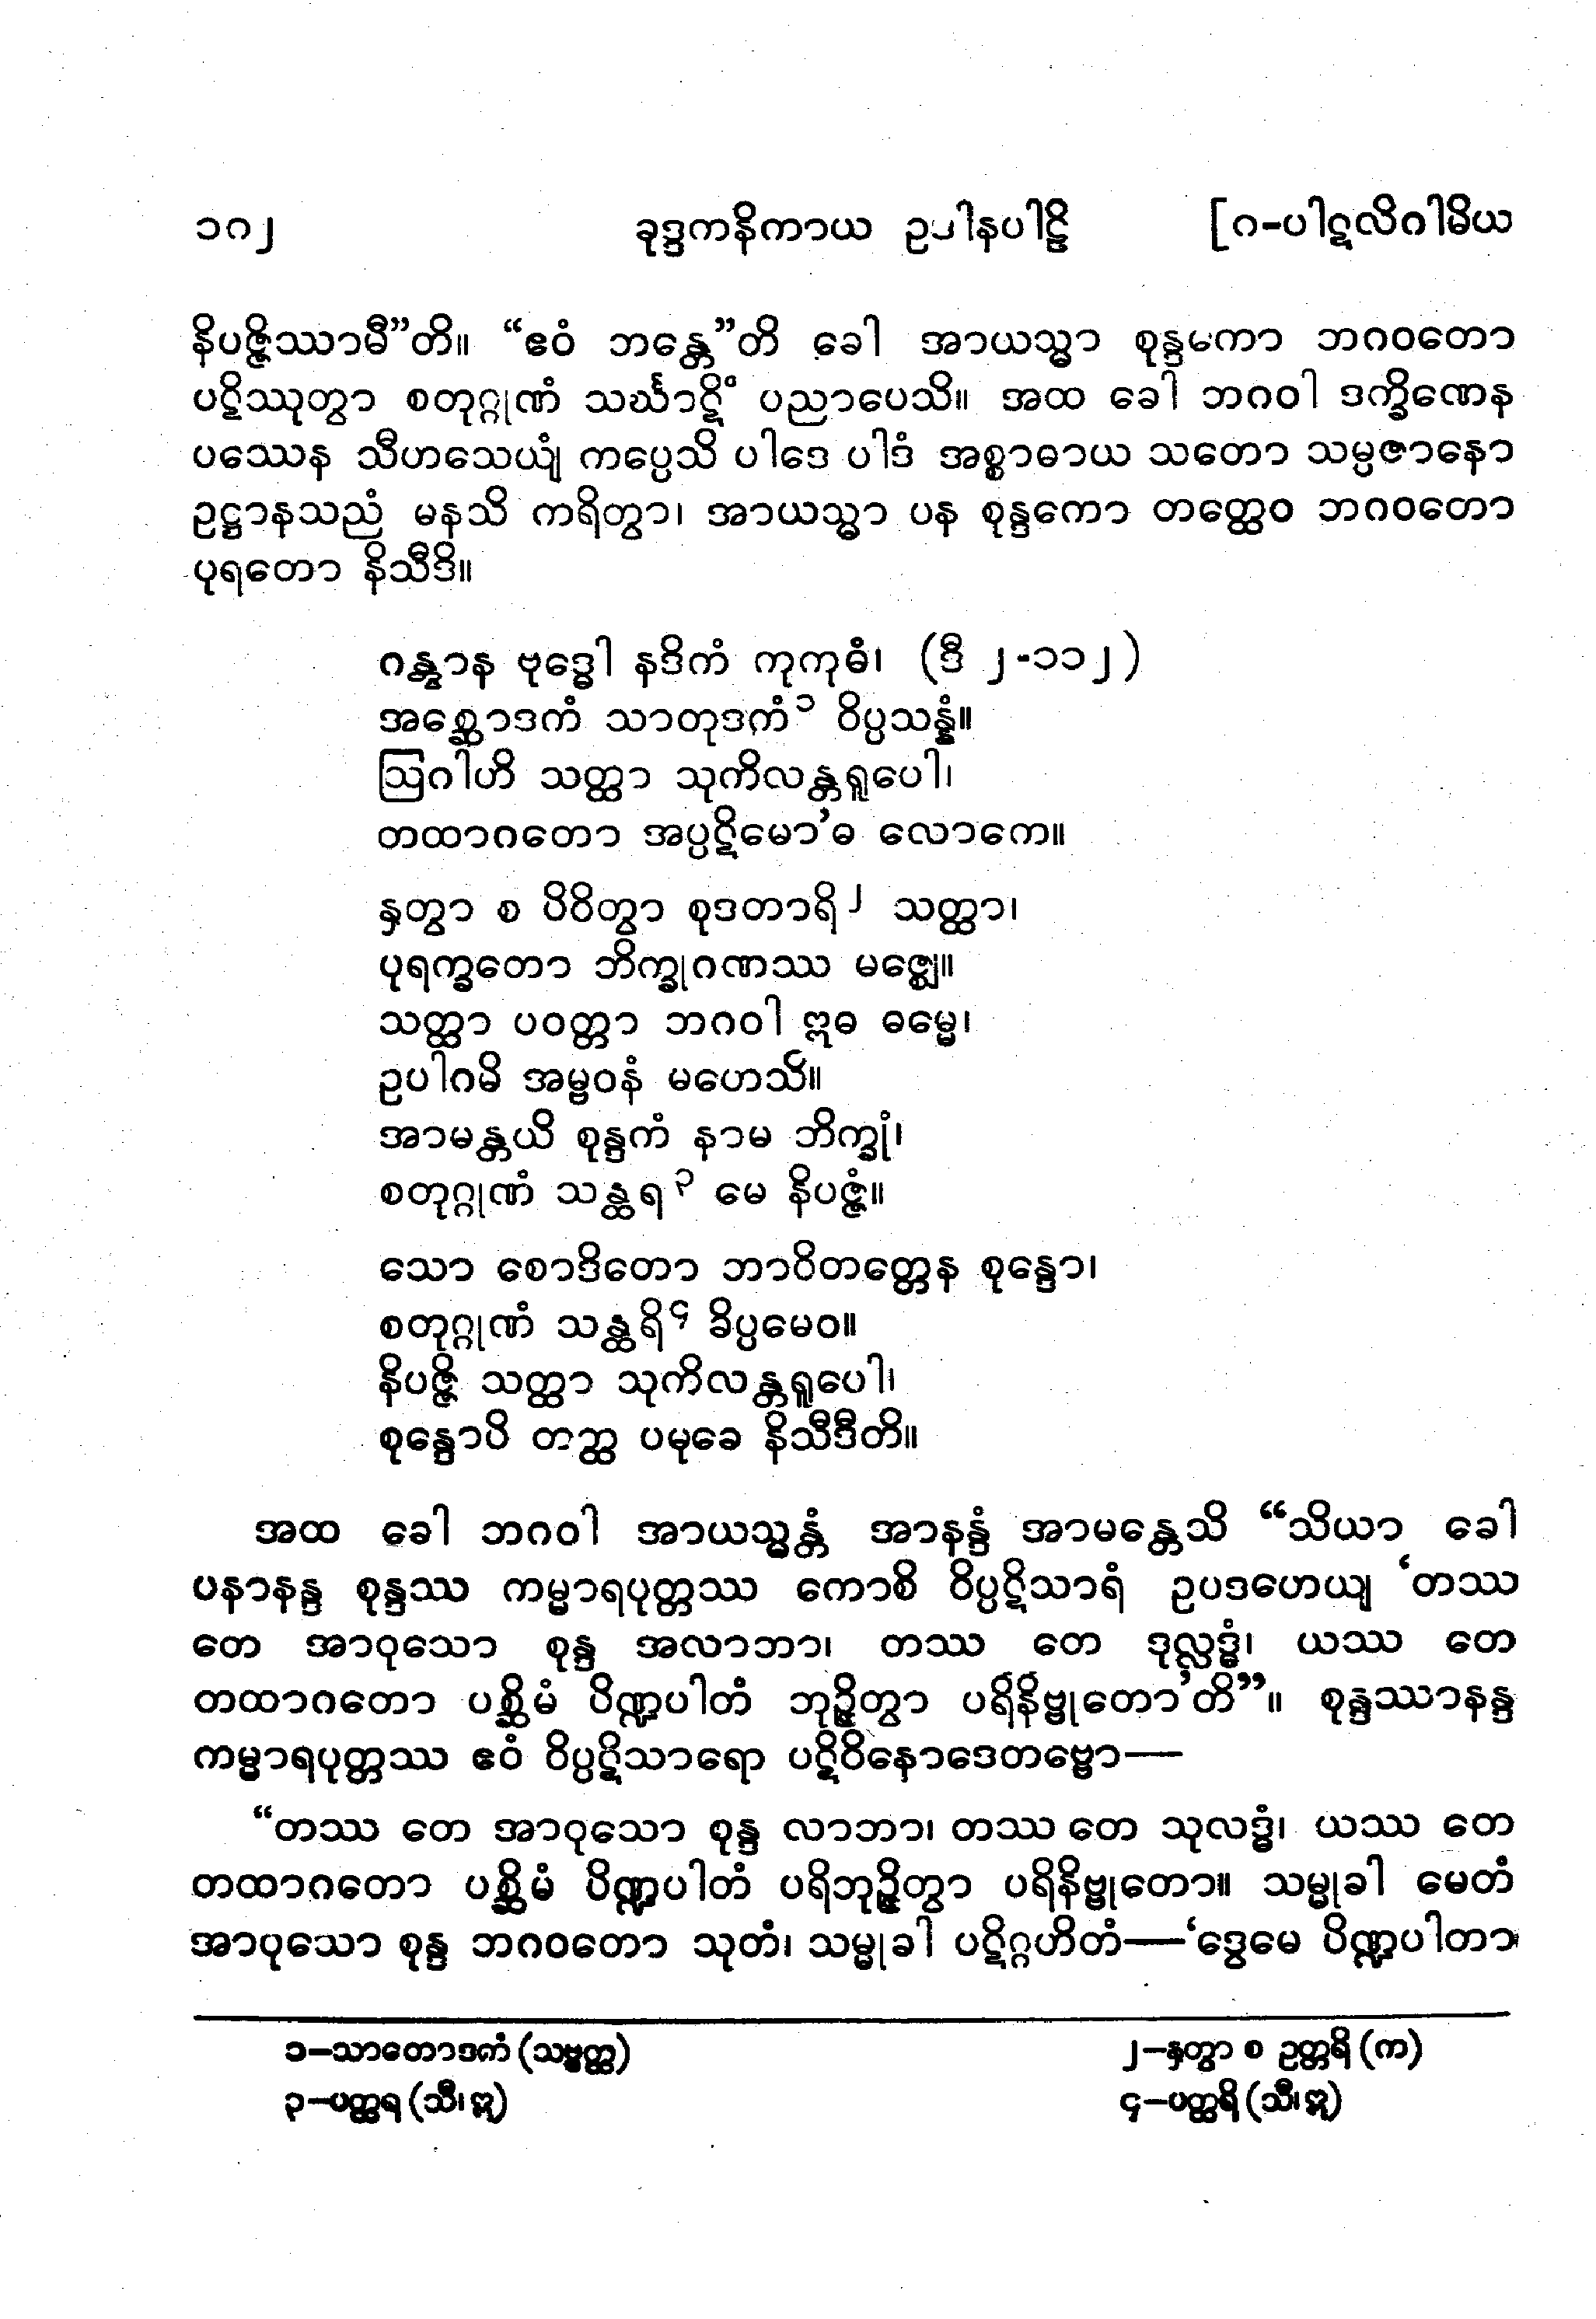 ၁၈၂ ခုဒ္ဒကနိကာယ ဥဒါနပါဠိ [၈-ပါဋလိဂါမိယ
နိပဇ္ဇိဿာမီ”တိ။ “ဧဝံ ဘန္တေ”တိ ခေါ အာယသ္မာ ဘဂဝတော
ပဋိဿုတွာ စတုဂ္ဂုဏံ သင်္ဃာဋိံ ပညာပေသိ။ အထ ခေါ ဘဂဝါ ဒက္ခိဏေန
ပဿေန သီဟသေယျံ ကပ္ပေသိ ပါဒေ ပါဒံ အစ္စာဓာယ သတော သမ္ပဇာနော
ဥဋ္ဌာနသညံ မနသိ ကရိတွာ၊ အာယသ္မာ ပန စုန္ဒကော တတ္ထေဝ ဘဂဝတော
ပုရတော နိသီဒိ။
ဂန္တွာန ဗုဒ္ဓေါ နဒိကံ ကုကုဓံ၊ (ဒီ ၂-၁၁၂)
အစ္ဆောဒကံ သာတုဒကံ၁ ဝိပ္ပသန္နံ။
ဩဂါဟိ သတ္ထာ သုကိလန္တရူပေါ၊
တထာဂတော အပ္ပဋိမော’ဓ လောကေ။
နှတွာ စ ပိဝိတွာ စုဒတာရိ၂ သတ္ထာ၊
ပုရက္ခတော ဘိက္ခုဂဏဿ မဇ္ဈေ။
သတ္ထာ ပဝတ္တာ ဘဂဝါ ဣဓ ဓမ္မေ၊
ဥပါဂမိ အမ္ဗဝနံ မဟေသိ။
အာမန္တယိ စုန္ဒကံ နာမ ဘိက္ခုံ၊
စတုဂ္ဂုဏံ သန္ထရ၃ မေ နိပဇ္ဇံ။
သော စောဒိတော ဘာဝိတတ္တေန စုန္ဒော၊
စတုဂ္ဂုဏံ သန္ထရိ၄ ခိပ္ပမေဝ။
နိပဇ္ဇိ သတ္ထာ သုကိလန္တရူပေါ၊
စုန္ဒောပိ တတ္ထ ပမုခေ နိသီဒီတိ။
အထ ခေါ ဘဂဝါ အာယသ္မန္တံ အာနန္ဒံ အာမန္တေသိ “သိယာ ခေါ
ပနာနန္ဒ စုန္ဒဿ ကမ္မာရပုတ္တဿ ကောစိ ဝိပ္ပဋိသာရံ ဥပဒဟေယျ ‘တဿ
တေ အာဝုသော စုန္ဒ အလာဘာ၊ တဿ တေ ဒုလ္လဒ္ဓံ၊ ယဿ တေ
တထာဂတော ပစ္ဆိမံ ပိဏ္ဍပါတံ ဘုဉ္ဇိတွာ ပရိနိဗ္ဗုတော’တိ”။ စုန္ဒဿာနန္ဒ
ကမ္မာရပုတ္တဿ ဧဝံ ဝိပ္ပဋိသာရော ပဋိဝိနောဒေတဗ္ဗော—
“တဿ တေ အာဝုသော စုန္ဒ လာဘာ၊ တဿ တေ သုလဒ္ဓံ၊ ယဿ တေ
တထာဂတော ပစ္ဆိမံ ပိဏ္ဍပါတံ ပရိဘုဉ္ဇိတွာ ပရိနိဗ္ဗုတော။ သမ္မုခါ မေတံ
အာဝုသော စုန္ဒ ဘဂဝတော သုတံ၊ သမ္မုခါ ပဋိဂ္ဂဟိတံ—‘ဒွေမေ ပိဏ္ဍပါတာ
၁—သာတောဒကံ (သဗ္ဗတ္ထ) ၂—နှတွာ စ ဥတ္တရိ (က)
၃—ပတ္ထရ (သီ၊ ဣ) ၄—ပတ္ထရိ (သီ၊ ဣ)